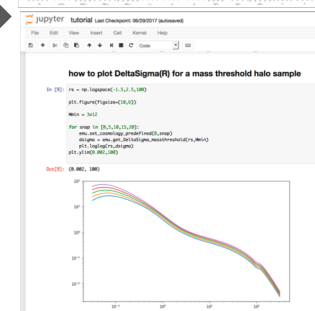 jupyter tutorial Last Checkpoint: 06/29/2017 (autosaved)
File Edit View Insert Cell Kernel Help
Code
how to plot DeltaSigma(R) for a mass threshold halo sample
In [9]: rs = np.logspace(-1.5,2.5,100)
plt.figure(figsize=(10,6))
Mmin = 3e12
for snap in [0,5,10,15,20]:
emu.set_cosmology_predefined(0,snap)
dsigma = emu.get_DeltaSigma_massthreshold(rs,Mmin)
plt.loglog(rs,dsigma)
plt.ylim(0.002,100)
Out[9]: (0.002, 100)